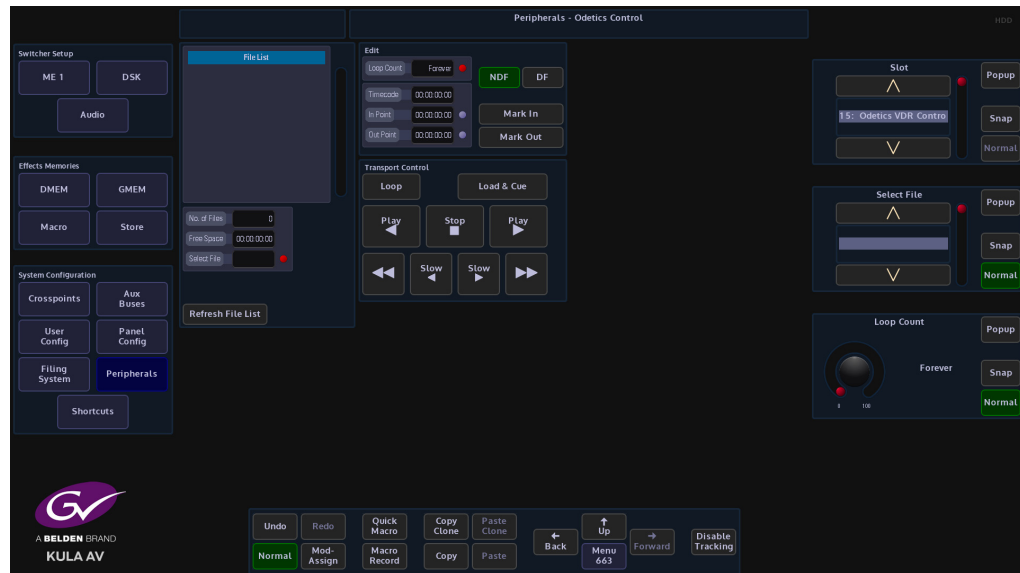 Peripherals - Odetics Control
HDD
Switcher Setup
ME 1
DSK
Audio
Effects Memories
DMEM
GMEM
Macro
Store
System Configuration
Crosspoints
Aux
Buses
User
Config
Panel
Config
Filing
System
Peripherals
Shortcuts
File List
No. of Files
0
Free Space
00:00:00:00
Select File
Refresh File List
Edit
Loop Count
Forever
NDF
DF
Timecode
00:00:00:00
In Point
00:00:00:00
Mark In
Out Point
00:00:00:00
Mark Out
Transport Control
Loop
Load & Cue
Play
Stop
Play
Slow
Slow
Slot
15: Odetics VDR Contro
Popup
Snap
Normal
Select File
Popup
Snap
Normal
Loop Count
Forever
0
100
Popup
Snap
Normal
GV
A BELDEN BRAND
KULA AV
Undo
Redo
Quick
Macro
Copy
Clone
Paste
Clone
Normal
Mod-
Assign
Macro
Record
Copy
Paste
Back
Up
Menu
663
Forward
Disable
Tracking